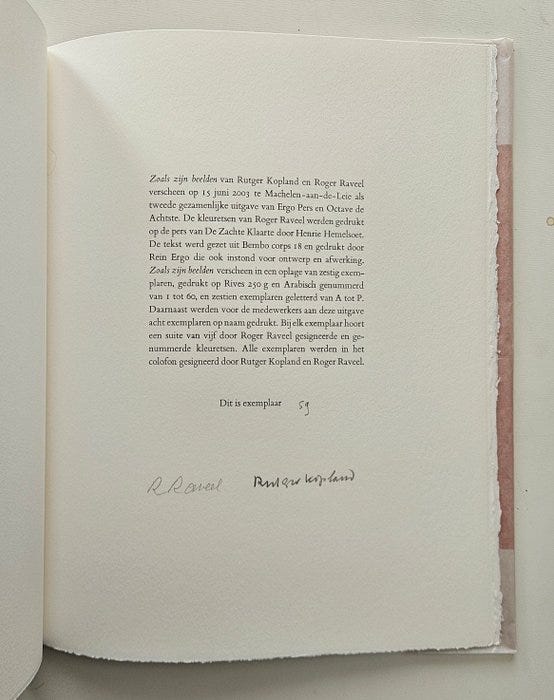 Zoals zijn beelden van Rutger Kopland en Roger Raveel
verscheen op 15 juni 2003 te Machelen-aan-de-Leie als
tweede gezamenlijke uitgave van Ergo Pers en Octave de
Achtste. De kleuretsen van Roger Raveel werden gedrukt
op de pers van De Zachte Klaarte door Henrie Hemelsoet.
De tekst werd gezet uit Bembo corps 18 en gedrukt door
Rein Ergo die ook instond voor ontwerp en afwerking.
Zoals zijn beelden verscheen in een oplage van zestig exem-
plaren, gedrukt op Rives 250 g en Arabisch genummerd
van 1 tot 60, en zestien exemplaren geletterd van A tot P.
Daarnaast werden voor de medewerkers aan deze uitgave
acht exemplaren op naam gedrukt. Bij elk exemplaar hoort
een suite van vijf door Roger Raveel gesigneerde en ge-
nummerde kleuretsen. Alle exemplaren werden in het
colofon gesigneerd door Rutger Kopland en Roger Raveel.
Dit is exemplaar 59
R Raveel Rutger Kopland